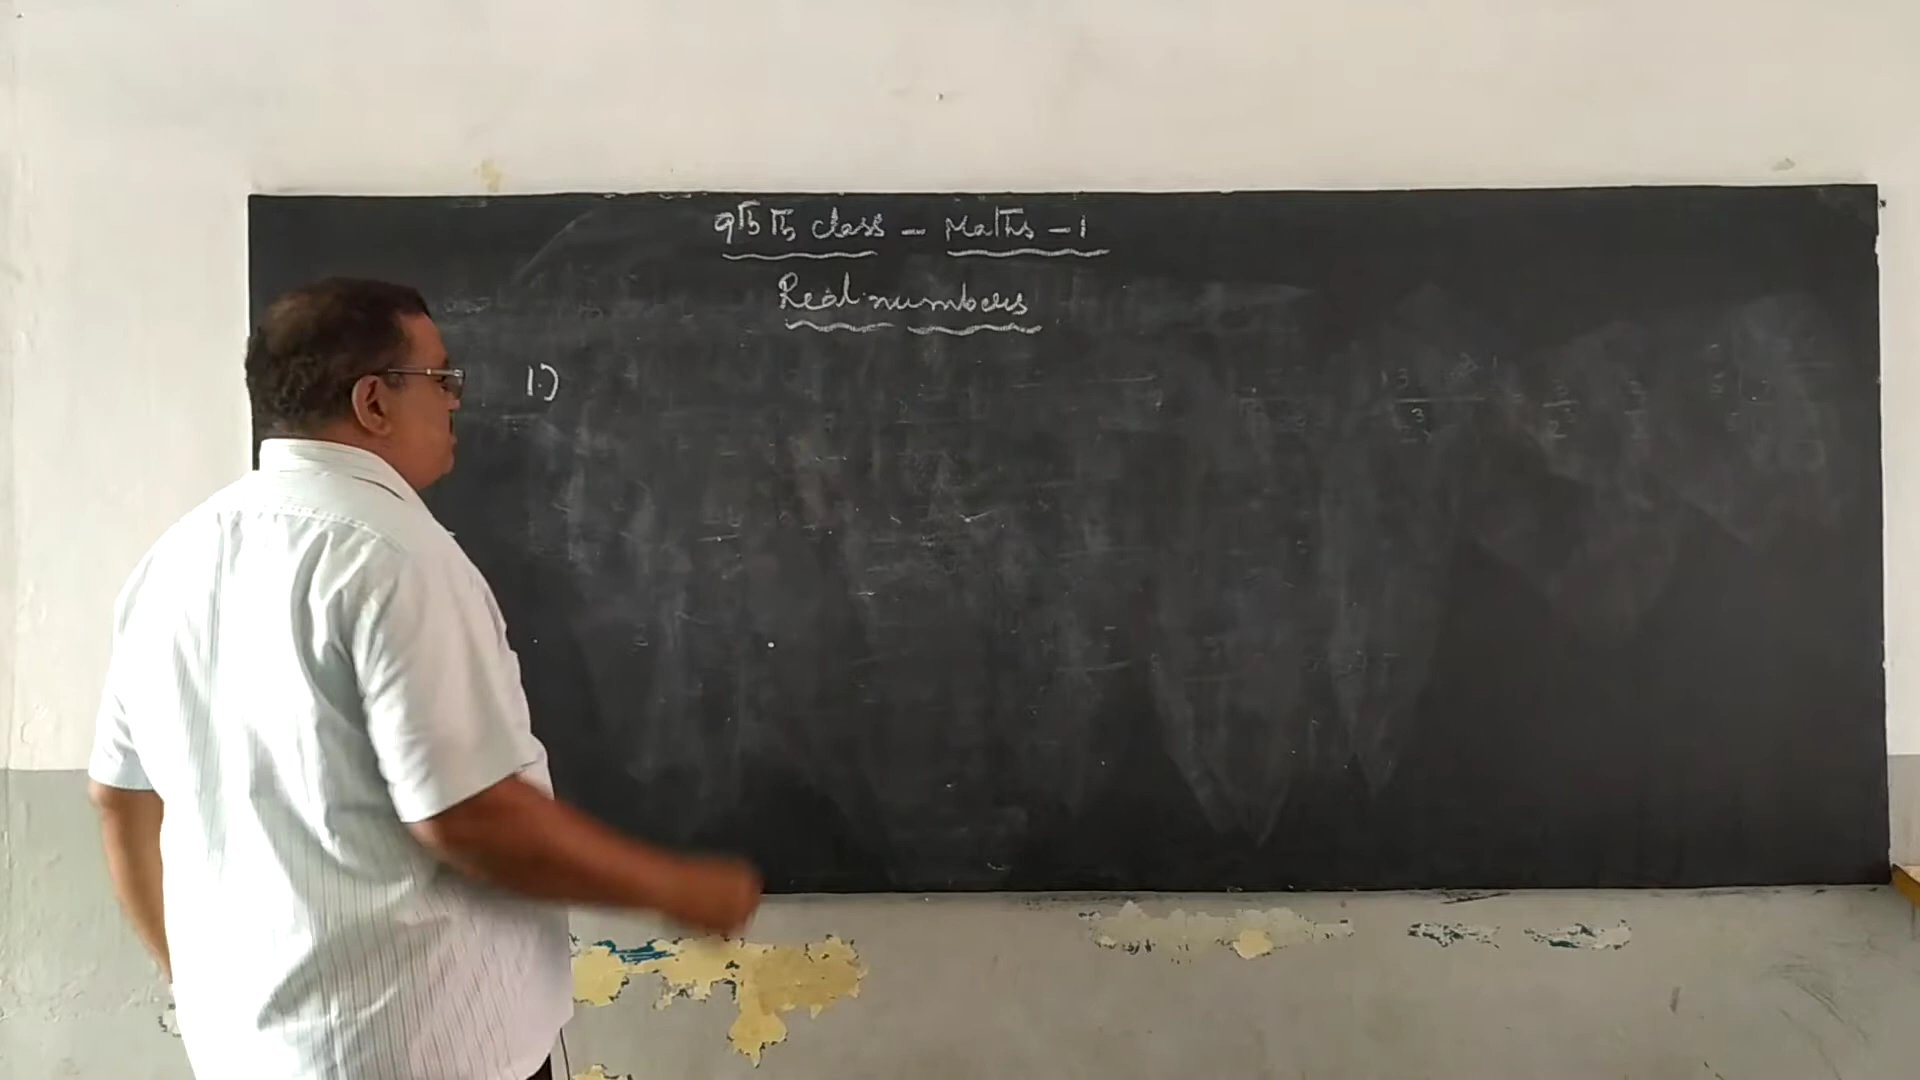 9th class - Maths - 1
Real numbers
1.)